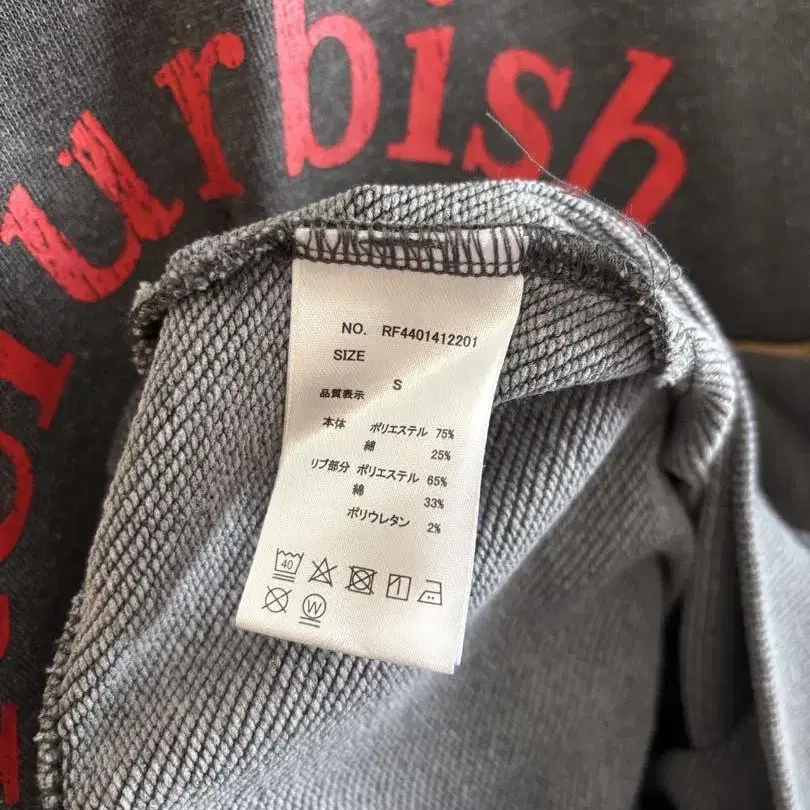 urbish
NO. RF4401412201
SIZE
S
品質表示
本体 ポリエステル 75%
綿 25%
リブ部分 ポリエステル 65%
綿 33%
ポリウレタン 2%
40
W